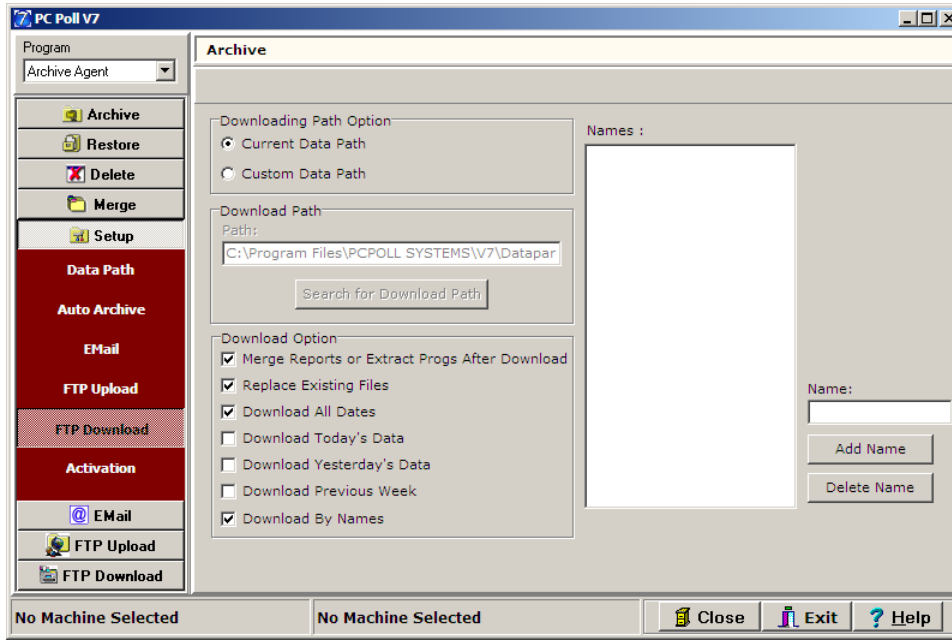 PC Poll V7
Program
Archive Agent
Archive
Restore
Delete
Merge
Setup
Data Path
Auto Archive
EMail
FTP Upload
FTP Download
Activation
EMail
FTP Upload
FTP Download
Archive
Downloading Path Option
Current Data Path
Custom Data Path
Download Path
Path:
C:\Program Files\PCPOLL SYSTEMS\V7\Datapar
Search for Download Path
Download Option
Merge Reports or Extract Progs After Download
Replace Existing Files
Download All Dates
Download Today's Data
Download Yesterday's Data
Download Previous Week
Download By Names
Names :
Name:
Add Name
Delete Name
No Machine Selected
No Machine Selected
Close
Exit
? Help